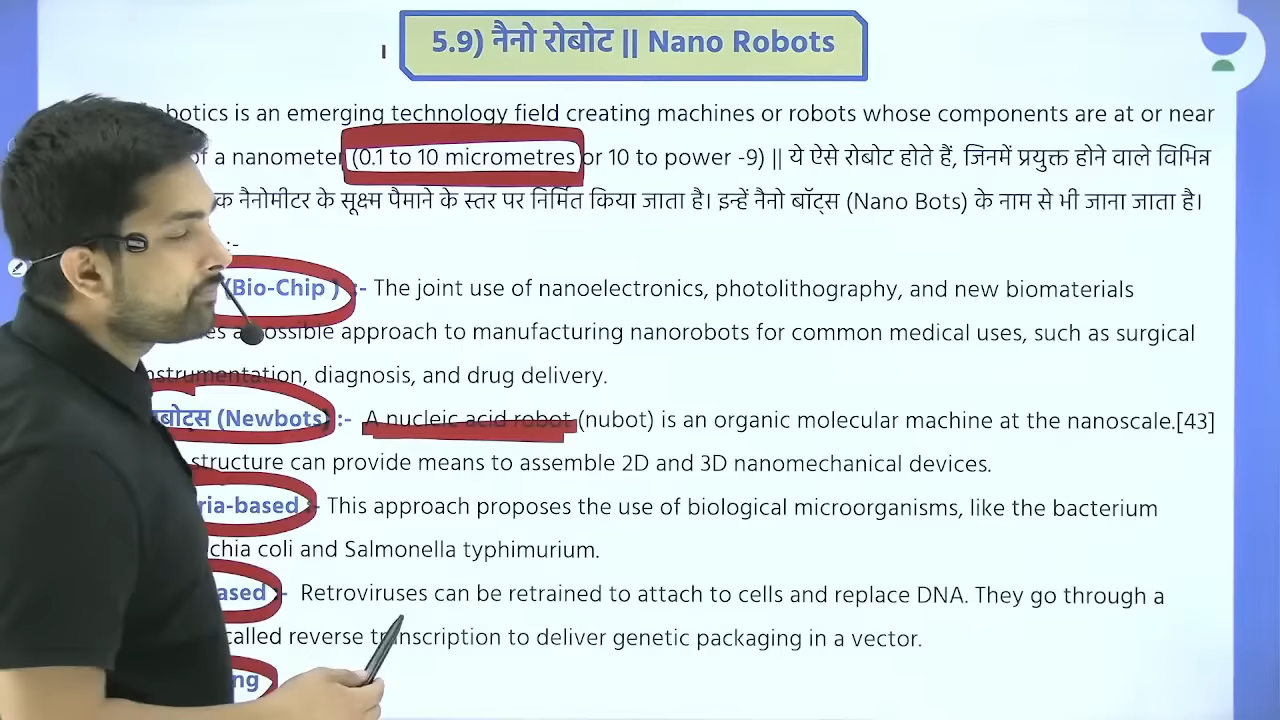 5.9) नैनो रोबोट || Nano Robots
is an emerging technology field creating machines or robots whose components are at or near
of a nanometer (0.1 to 10 micrometres or 10 to power -9) || ये ऐसे रोबोट होते हैं, जिनमें प्रयुक्त होने वाले विभिन्न
नैनोमीटर के सूक्ष्म पैमाने के स्तर पर निर्मित किया जाता है। इन्हें नैनो बॉट्स (Nano Bots) के नाम से भी जाना जाता है।
:-
(Bio-Chip ) :- The joint use of nanoelectronics, photolithography, and new biomaterials
a possible approach to manufacturing nanorobots for common medical uses, such as surgical
instrumentation, diagnosis, and drug delivery.
(Newbots) :- A nucleic acid robot (nubot) is an organic molecular machine at the nanoscale.[43]
structure can provide means to assemble 2D and 3D nanomechanical devices.
ria-based :- This approach proposes the use of biological microorganisms, like the bacterium
chia coli and Salmonella typhimurium.
ased :- Retroviruses can be retrained to attach to cells and replace DNA. They go through a
called reverse transcription to deliver genetic packaging in a vector.
ng